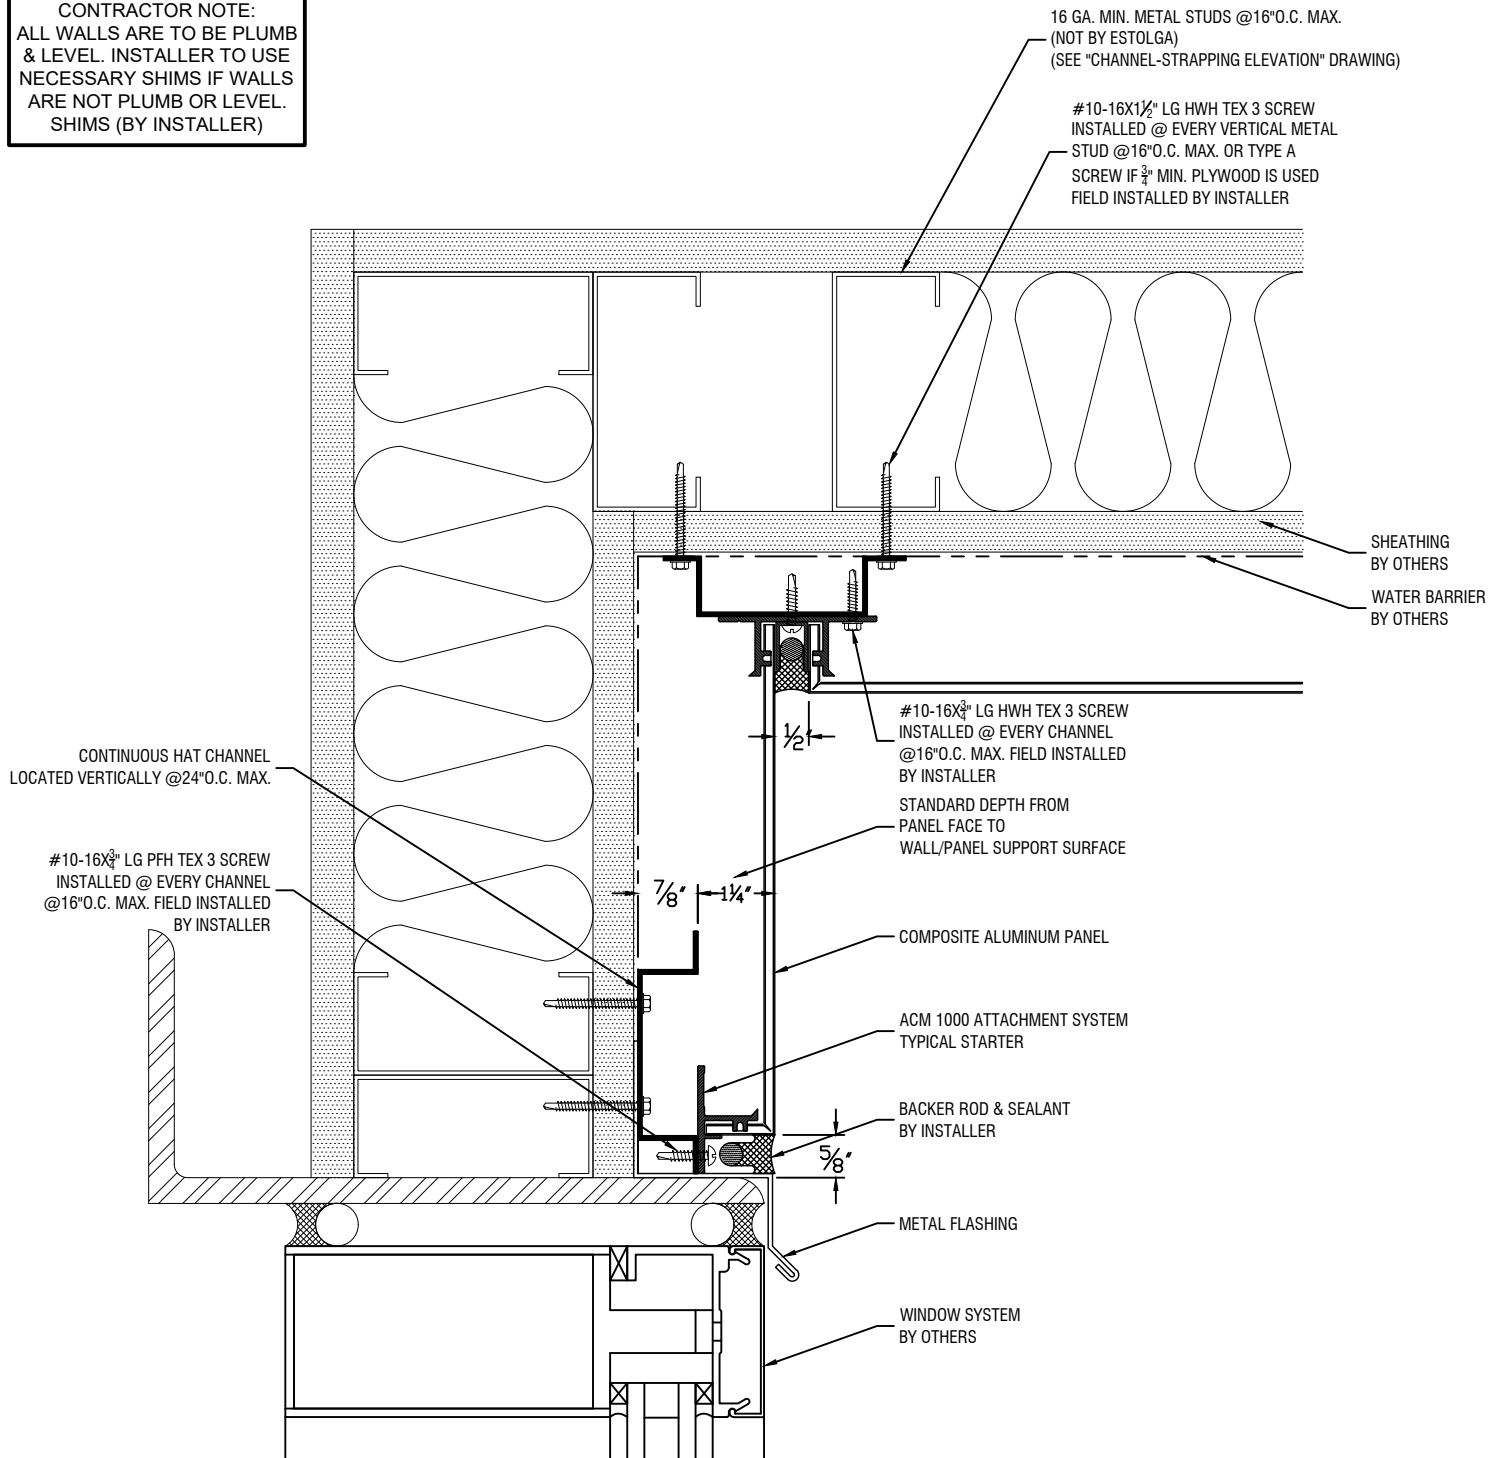 CONTRACTOR NOTE:
ALL WALLS ARE TO BE PLUMB
& LEVEL. INSTALLER TO USE
NECESSARY SHIMS IF WALLS
ARE NOT PLUMB OR LEVEL.
SHIMS (BY INSTALLER)
16 GA. MIN. METAL STUDS @16"O.C. MAX.
(NOT BY ESTOLGA)
(SEE "CHANNEL-STRAPPING ELEVATION" DRAWING)
#10-16X1½" LG HWH TEX 3 SCREW
INSTALLED @ EVERY VERTICAL METAL
STUD @16"O.C. MAX. OR TYPE A
SCREW IF ¾" MIN. PLYWOOD IS USED
FIELD INSTALLED BY INSTALLER
SHEATHING
BY OTHERS
WATER BARRIER
BY OTHERS
#10-16X¾" LG HWH TEX 3 SCREW
INSTALLED @ EVERY CHANNEL
@16"O.C. MAX. FIELD INSTALLED
BY INSTALLER
1/2"
CONTINUOUS HAT CHANNEL
LOCATED VERTICALLY @24"O.C. MAX.
STANDARD DEPTH FROM
PANEL FACE TO
WALL/PANEL SUPPORT SURFACE
#10-16X¾" LG PFH TEX 3 SCREW
INSTALLED @ EVERY CHANNEL
@16"O.C. MAX. FIELD INSTALLED
BY INSTALLER
7/8"
1¼"
COMPOSITE ALUMINUM PANEL
ACM 1000 ATTACHMENT SYSTEM
TYPICAL STARTER
BACKER ROD & SEALANT
BY INSTALLER
5/8"
METAL FLASHING
WINDOW SYSTEM
BY OTHERS